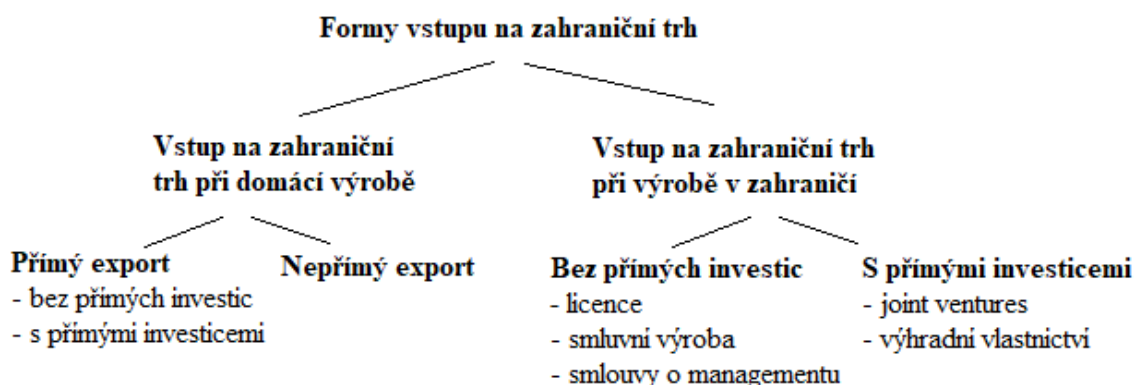 Formy vstupu na zahraniční trh
Vstup na zahraniční
trh při domácí výrobě
Vstup na zahraniční trh
při výrobě v zahraničí
Přímý export
- bez přímých investic
- s přímými investicemi
Nepřímý export
Bez přímých investic
- licence
- smluvní výroba
- smlouvy o managementu
S přímými investicemi
- joint ventures
- výhradní vlastnictví